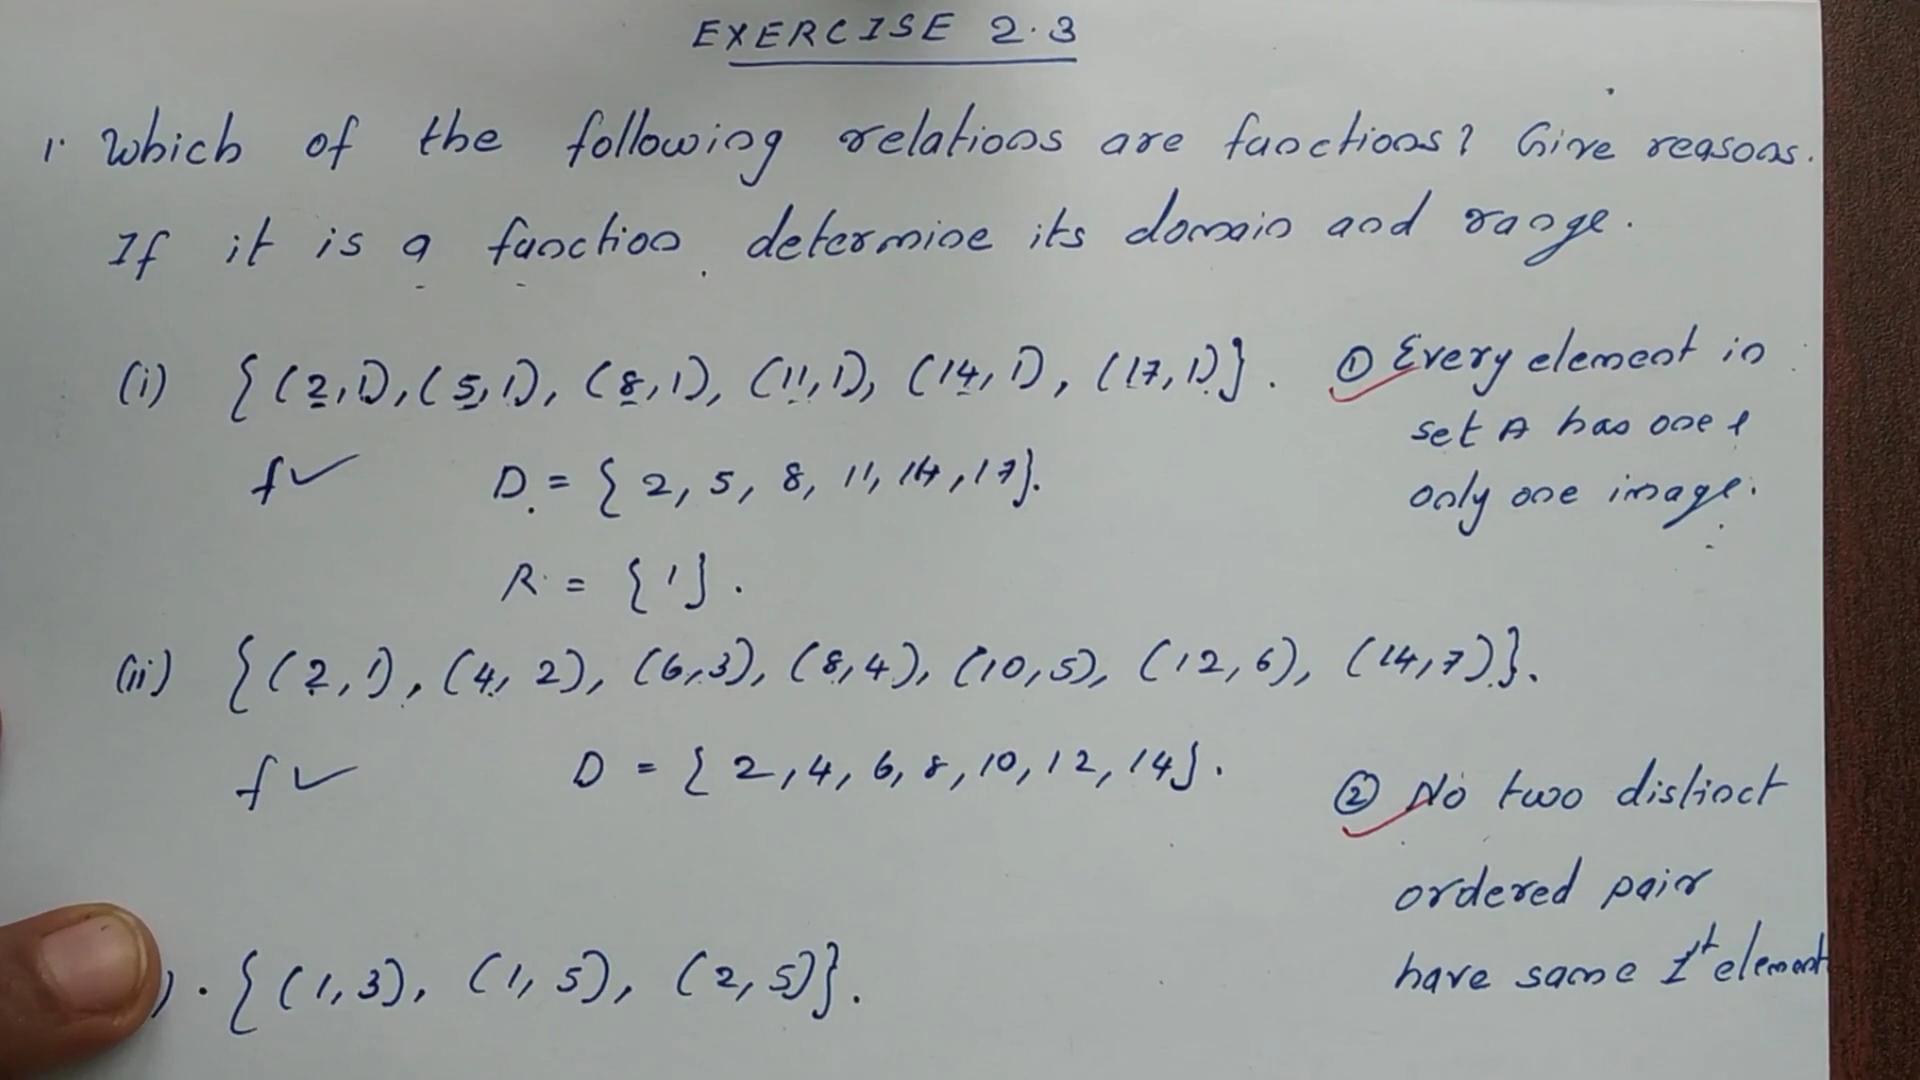 EXERCISE 2.3
1. Which of the following relations are functions? Give reasons.
If it is a function determine its domain and range.
(i) {(2,1),(5,1), (8,1), (11,1), (14,1), (17,1)}.
① Every element in
set A has one &
only one image.
f✓ D = {2, 5, 8, 11, 14, 17}.
R = {1}.
(ii) {(2,1), (4, 2), (6,3), (8,4), (10,5), (12,6), (14,7)}.
f✓ D = {2,4, 6, 8, 10, 12, 14}.
② No two distinct
ordered pair
have same 1st element
) . {(1,3), (1,5), (2,5)}.